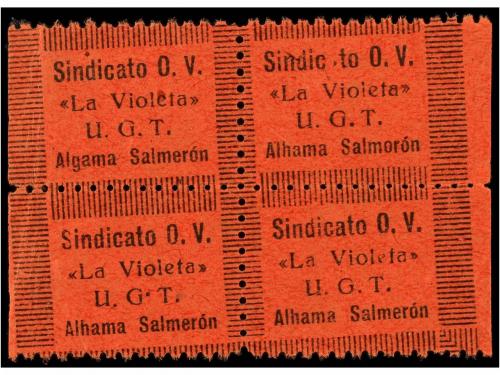 Sindicato O. V.
«La Violeta»
U. G. T.
Algama Salmerón
Sindic to O. V.
«La Violeta»
U. G. T.
Alhama Salmorón
Sindicato O. V.
«La Violeta»
U. G. T.
Alhama Salmerón
Sindicato O. V.
«La Violeta»
U. G. T.
Alhama Salmerón